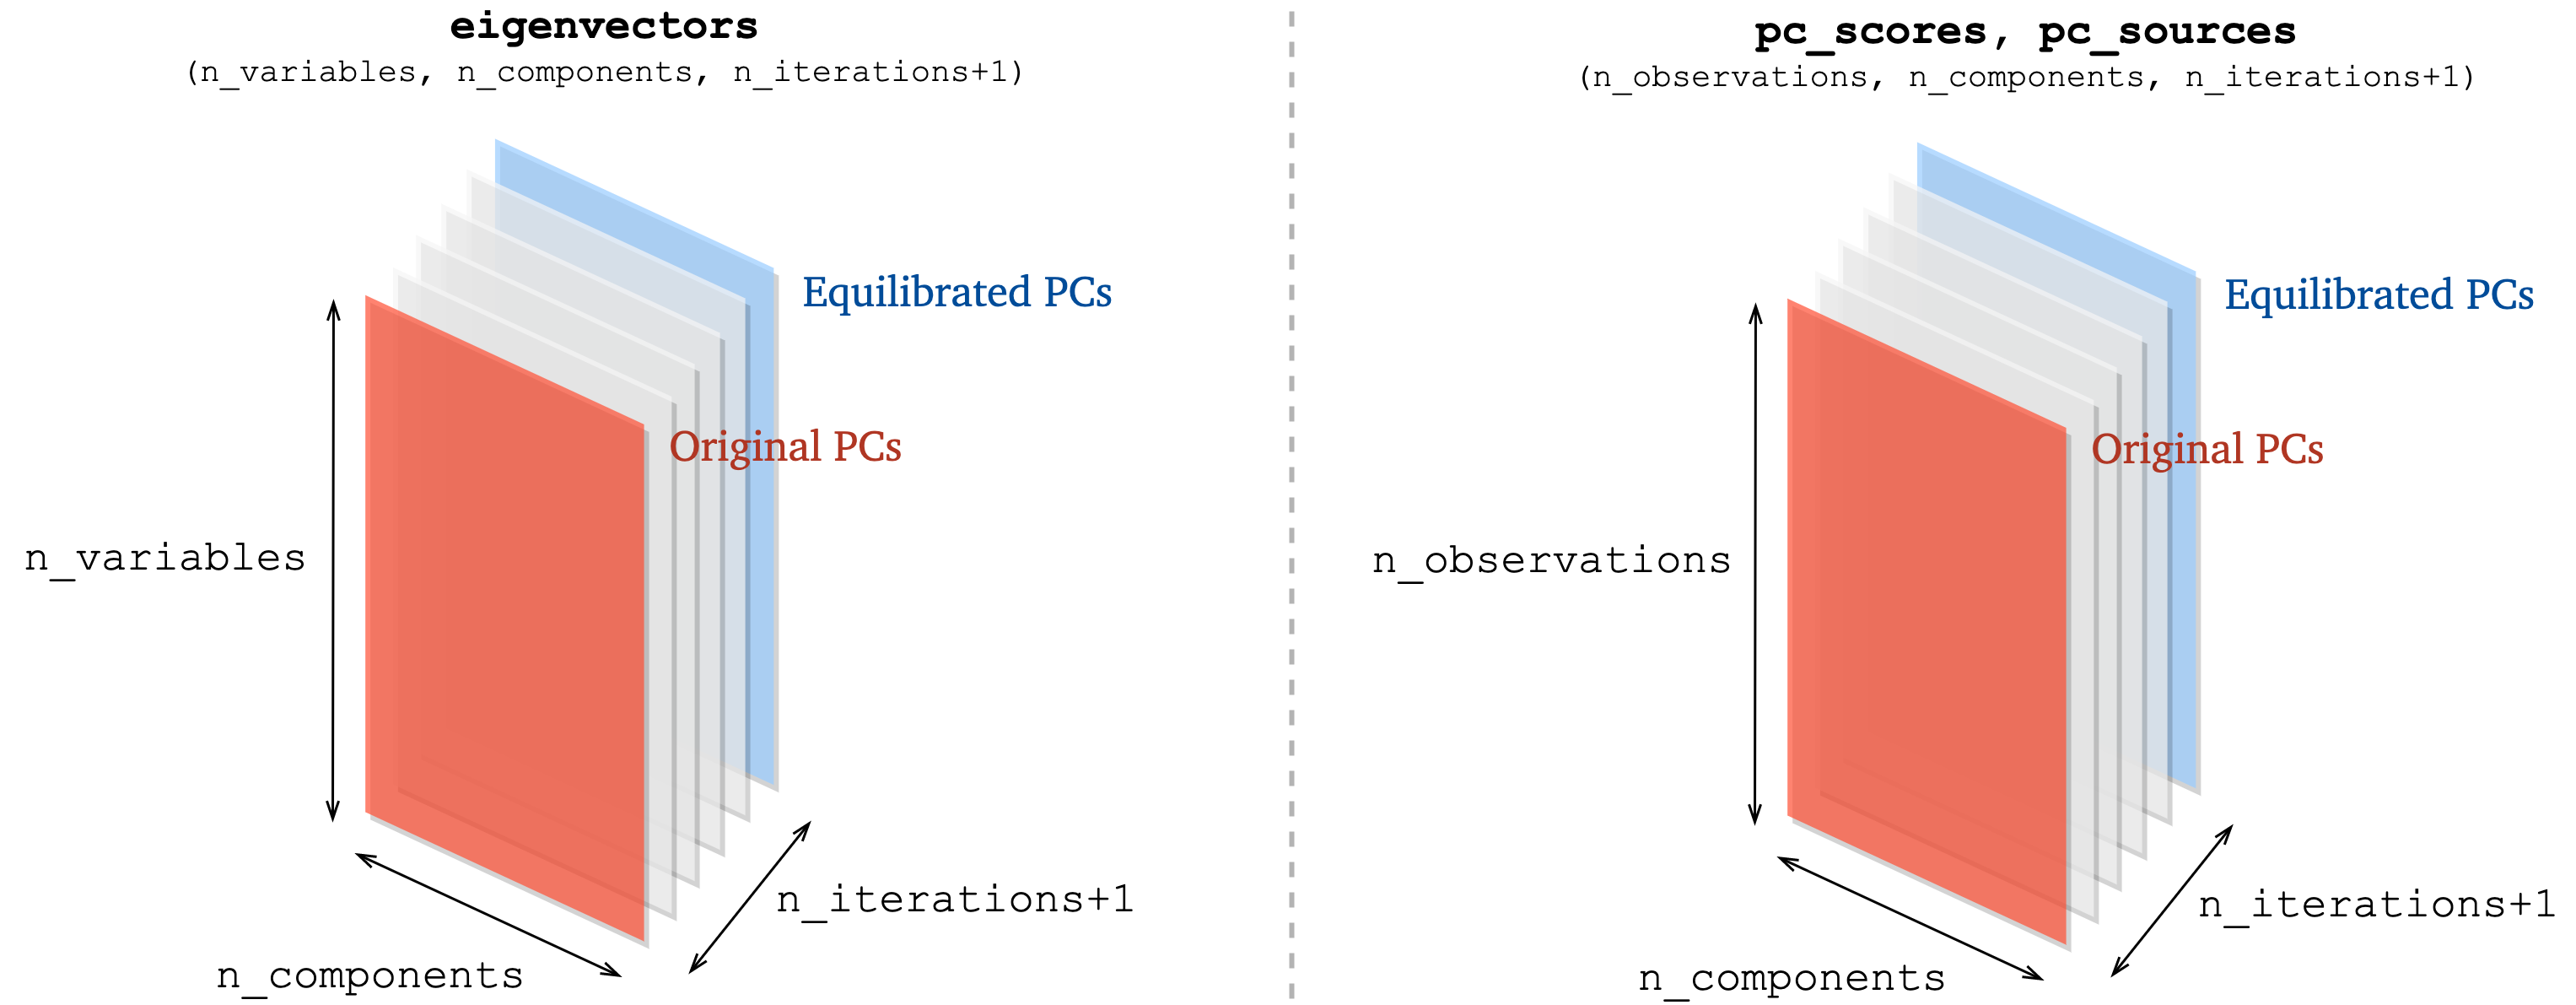 eigenvectors
(n_variables, n_components, n_iterations+1)
Equilibrated PCs
Original PCs
n_variables
n_iterations+1
n_components
pc_scores, pc_sources
(n_observations, n_components, n_iterations+1)
Equilibrated PCs
Original PCs
n_observations
n_iterations+1
n_components